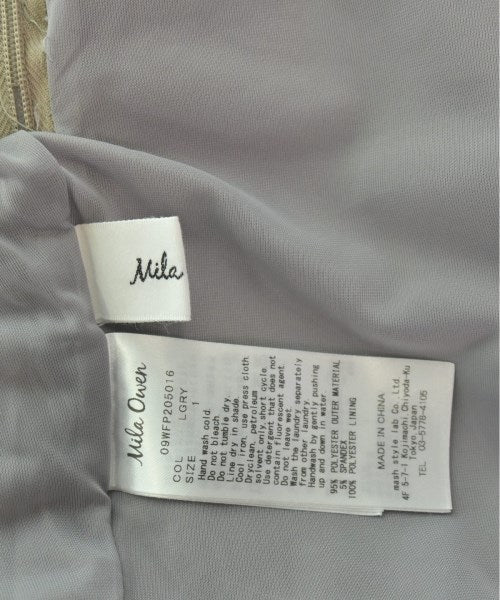 Mila
Mila Owen
09WFP205016
COL LGRY
SIZE 1
Hand wash cold.
Do not bleach
Do not tumble dry.
Line dry in shade.
Cool iron, use press cloth
Dryclean, petroleum
solvent only, short cycle.
Use detergent that does not
contain fluorescent agent
Do not leave wet.
Wash the laundry separately
from other laundry.
Handwash by gently pushing
up and down in water.
95% POLYESTER OUTER MATERIAL
5% SPANDEX
100% POLYESTER LINING
MADE IN CHINA
mash style lab Co., Ltd.
4F 5-7-1 Kojimachi Chiyoda-Ku
Tokyo Japan
TEL 03-5778-4105